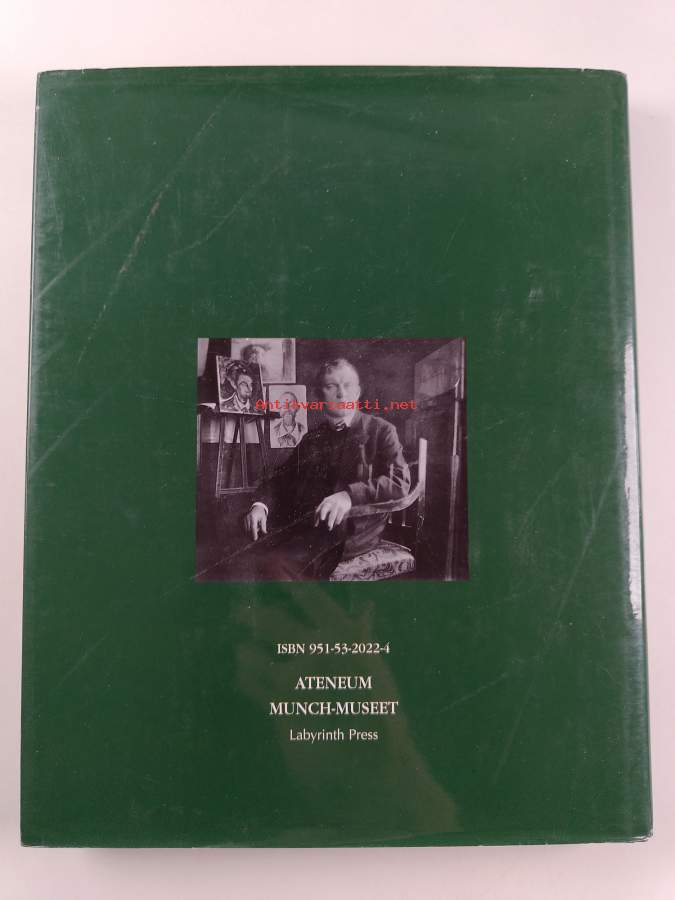 Antikvariaatti.net
ISBN 951-53-2022-4
ATENEUM
MUNCH-MUSEET
Labyrinth Press